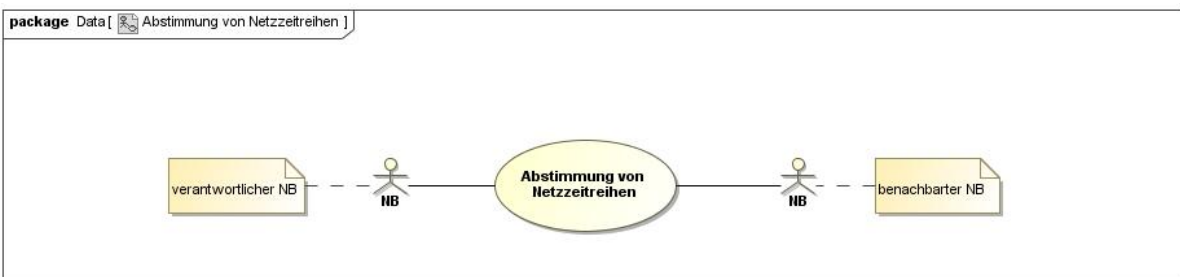 package Data [ Abstimmung von Netzzeitreihen ]
verantwortlicher NB
NB
Abstimmung von
Netzzeitreihen
NB
benachbarter NB